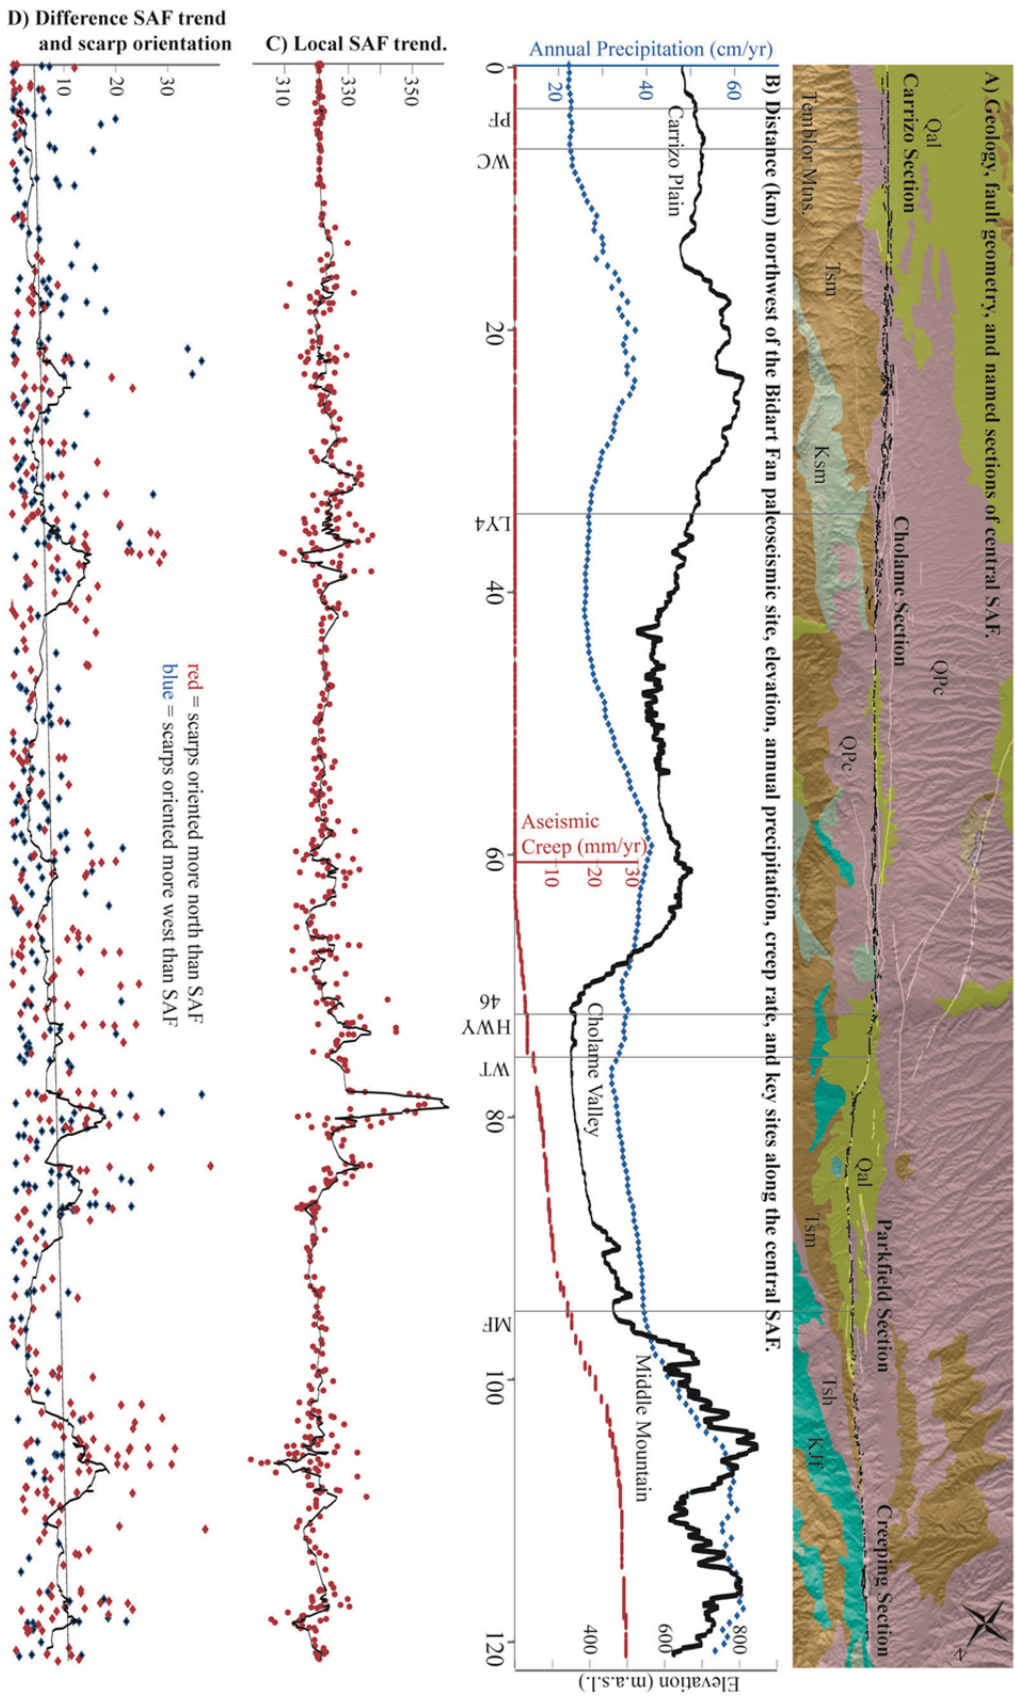 D) Difference SAF trend
and scarp orientation
10
20
30
red = scarps oriented more north than SAF
blue = scarps oriented more west than SAF
C) Local SAF trend.
310
330
350
Annual Precipitation (cm/yr)
20
40
60
B) Distance (km) northwest of the Bidart Fan paleoseismic site, elevation, annual precipitation, creep rate, and key sites along the central SAF.
0
20
40
60
80
100
120
PF
WC
LY4
HWY
46
WT
MF
Carrizo Plain
Cholame Valley
Middle Mountain
Aseismic
Creep (mm/yr)
10
20
30
400
600
800
Elevation (m.a.s.l.)
A) Geology, fault geometry, and named sections of central SAF.
Carrizo Section
Cholame Section
Parkfield Section
Creeping Section
Qal
Temblor Mtns.
Tsm
Ksm
QPc
QPc
Qal
Tsm
Tsh
KJf
N